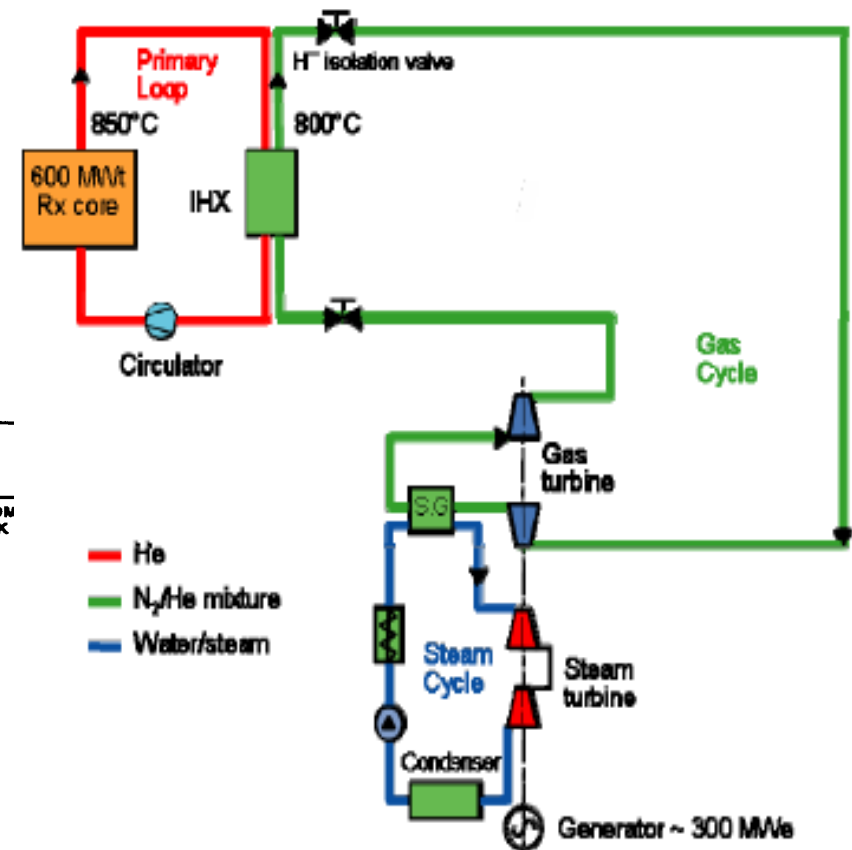 Primary
Loop
H⁻ isolation valve
850°C
800°C
600 MWt
Rx core
IHX
Circulator
Gas
Cycle
Gas
turbine
S.G
He
N₂/He mixture
Water/steam
Steam
Cycle
Steam
turbine
Condenser
Generator ~ 300 MWe